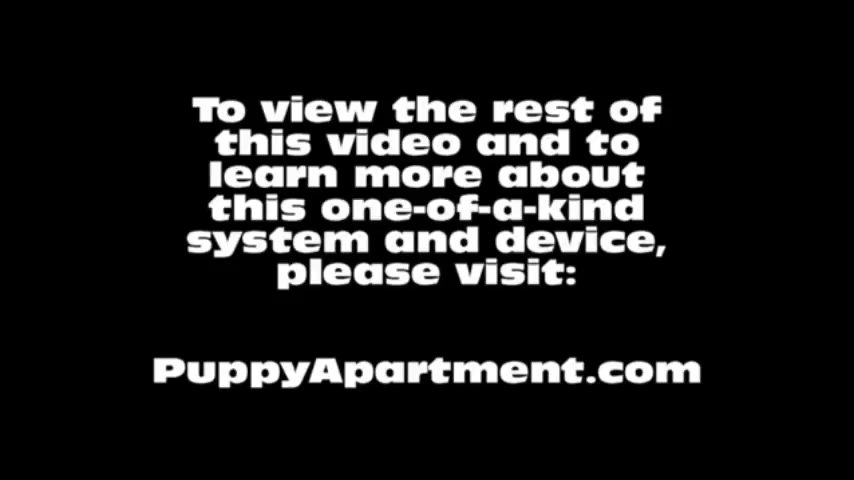 To view the rest of
this video and to
learn more about
this one-of-a-kind
system and device,
please visit:
PuppyApartment.com